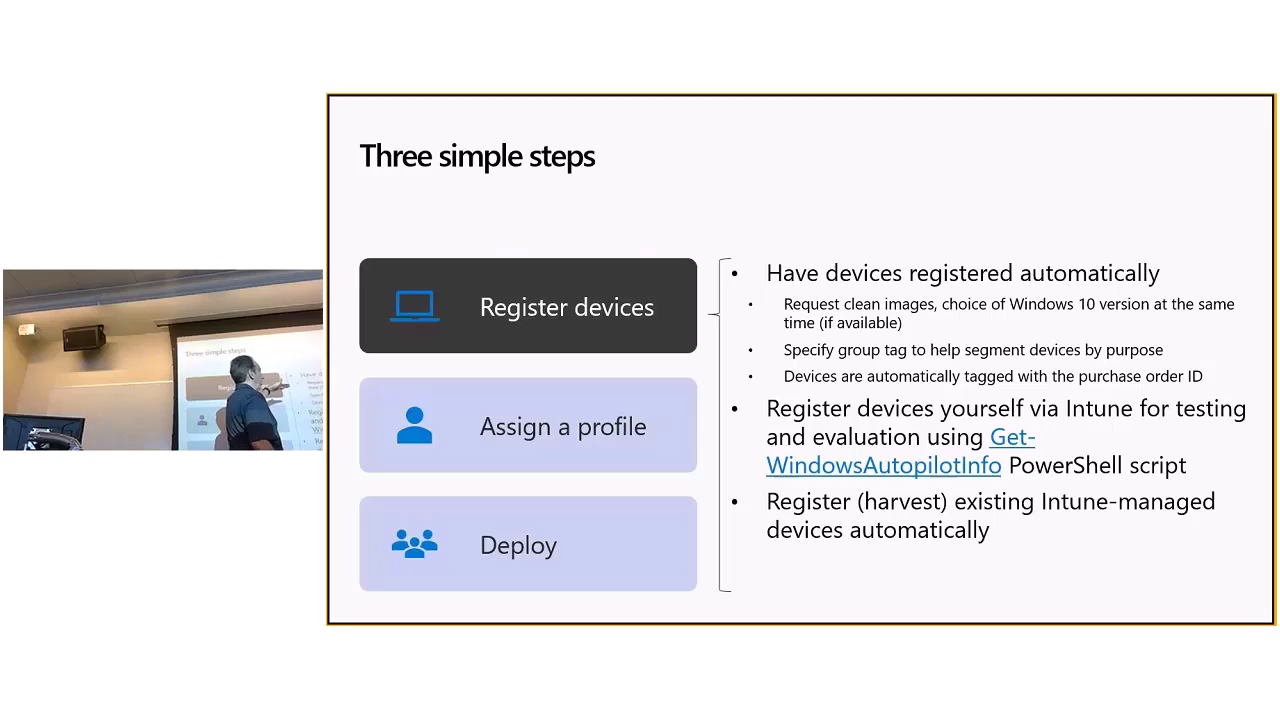 Three simple steps
Register devices
Assign a profile
Deploy
• Have devices registered automatically
• Request clean images, choice of Windows 10 version at the same
time (if available)
• Specify group tag to help segment devices by purpose
• Devices are automatically tagged with the purchase order ID
• Register devices yourself via Intune for testing
and evaluation using Get-
WindowsAutopilotInfo PowerShell script
• Register (harvest) existing Intune-managed
devices automatically
Three simple steps